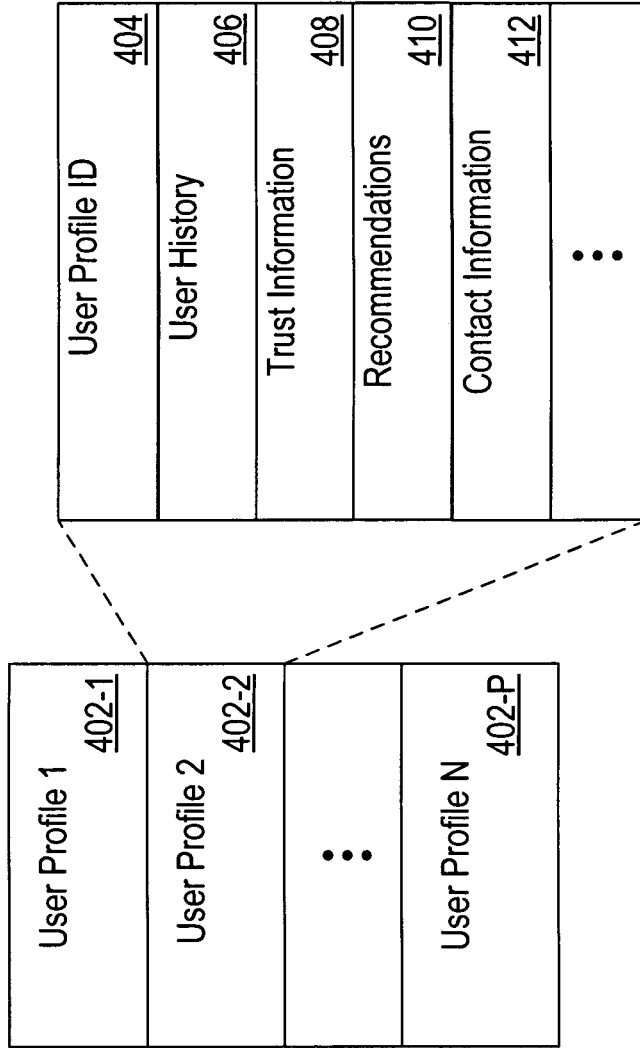 User Profile 1
402-1
User Profile 2
402-2
User Profile N
402-P
User Profile ID
404
User History
406
Trust Information
408
Recommendations
410
Contact Information
412